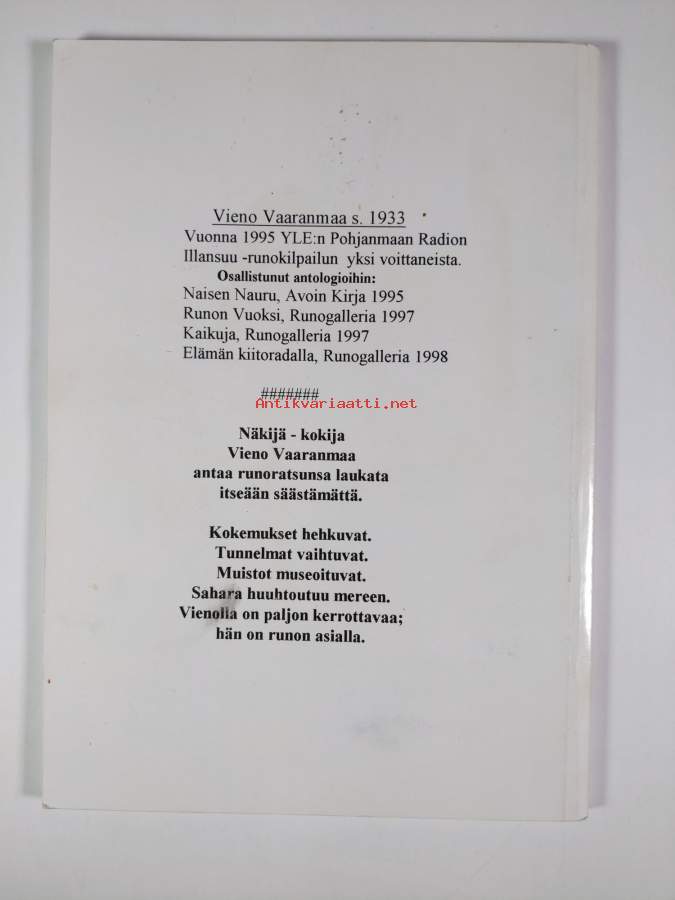 Vieno Vaaranmaa s. 1933
Vuonna 1995 YLE:n Pohjanmaan Radion
Illansuu -runokilpailun yksi voittaneista.
Osallistunut antologioihin:
Naisen Nauru, Avoin Kirja 1995
Runon Vuoksi, Runogalleria 1997
Kaikuja, Runogalleria 1997
Elämän kiitoradalla, Runogalleria 1998
#######
Antikvariaatti.net
Näkijä - kokija
Vieno Vaaranmaa
antaa runoratsunsa laukata
itseään säästämättä.
Kokemukset hehkuvat.
Tunnelmat vaihtuvat.
Muistot museoituvat.
Sahara huuhtoutuu mereen.
Vienolla on paljon kerrottavaa;
hän on runon asialla.